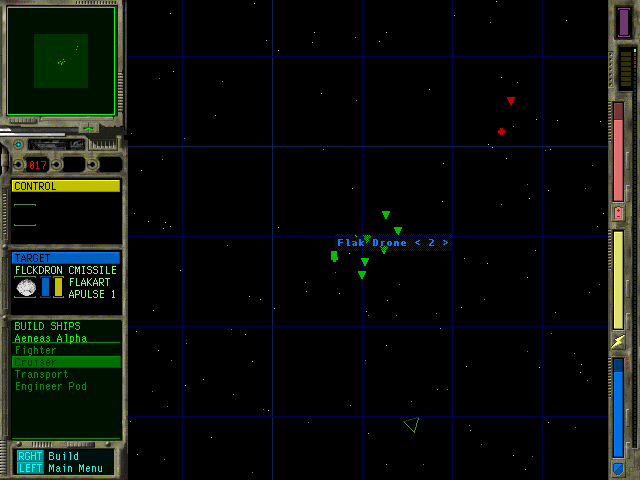 017
CONTROL
TARGET
FLCKDRON CMISSILE
FLAKART
APULSE 1
BUILD SHIPS
Aeneas Alpha
Fighter
Cruiser
Transport
Engineer Pod
RGHT Build
LEFT Main Menu
Flak Drone < 2 >